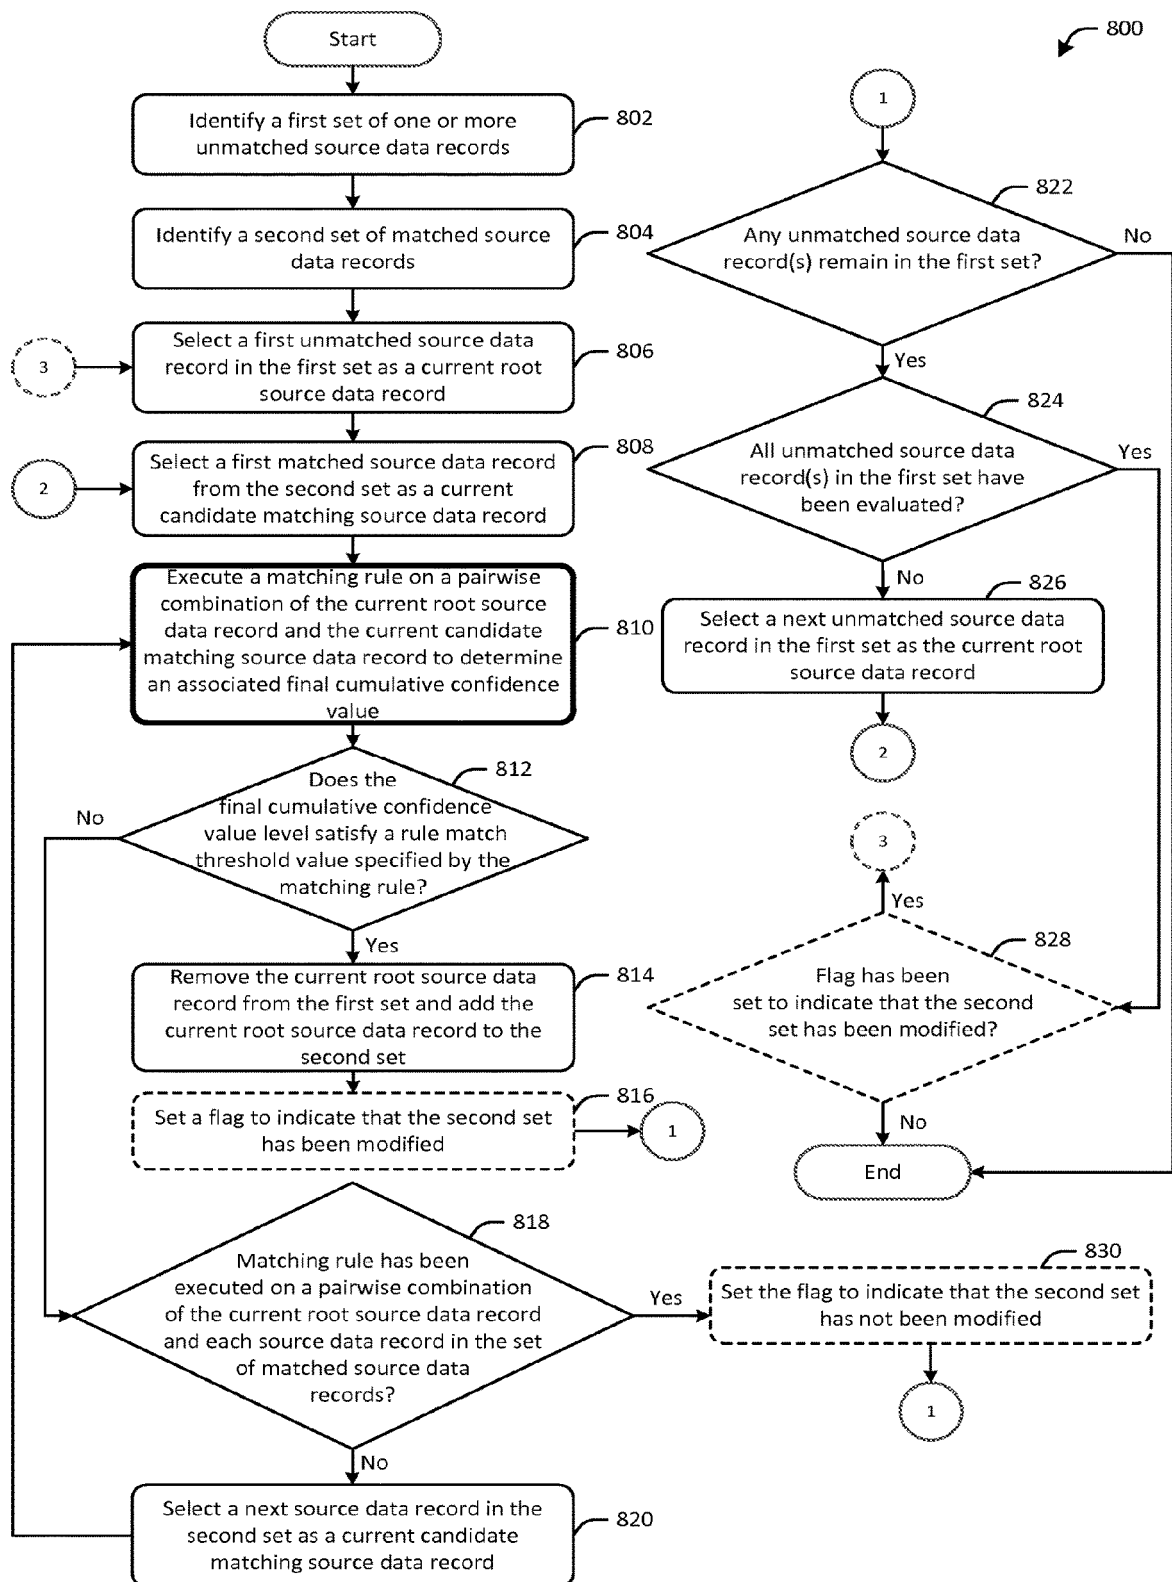 Start
Identify a first set of one or more
unmatched source data records
802
Identify a second set of matched source
data records
804
3
Select a first unmatched source data
record in the first set as a current root
source data record
806
2
Select a first matched source data record
from the second set as a current
candidate matching source data record
808
Execute a matching rule on a pairwise
combination of the current root source
data record and the current candidate
matching source data record to determine
an associated final cumulative confidence
value
810
Does the
final cumulative confidence
value level satisfy a rule match
threshold value specified by the
matching rule?
812
No
Yes
Remove the current root source data
record from the first set and add the
current root source data record to the
second set
814
Set a flag to indicate that the second set
has been modified
816
1
Matching rule has been
executed on a pairwise combination
of the current root source data record
and each source data record in the set
of matched source data
records?
818
Yes
No
Select a next source data record in the
second set as a current candidate
matching source data record
820
800
1
Any unmatched source data
record(s) remain in the first set?
822
No
Yes
All unmatched source data
record(s) in the first set have
been evaluated?
824
Yes
No
Select a next unmatched source data
record in the first set as the current root
source data record
826
2
3
Yes
Flag has been
set to indicate that the second
set has been modified?
828
No
End
Set the flag to indicate that the second set
has not been modified
830
1